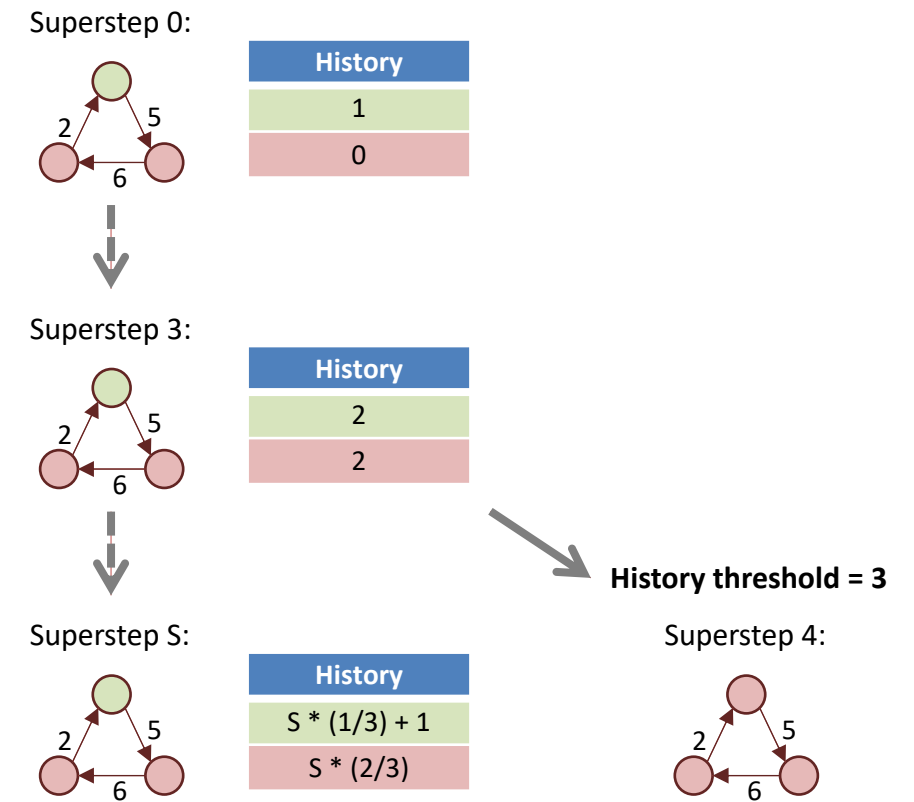 Superstep 0:
History
1
0
2
5
6
Superstep 3:
History
2
2
2
5
6
History threshold = 3
Superstep S:
History
S * (1/3) + 1
S * (2/3)
2
5
6
Superstep 4:
2
5
6